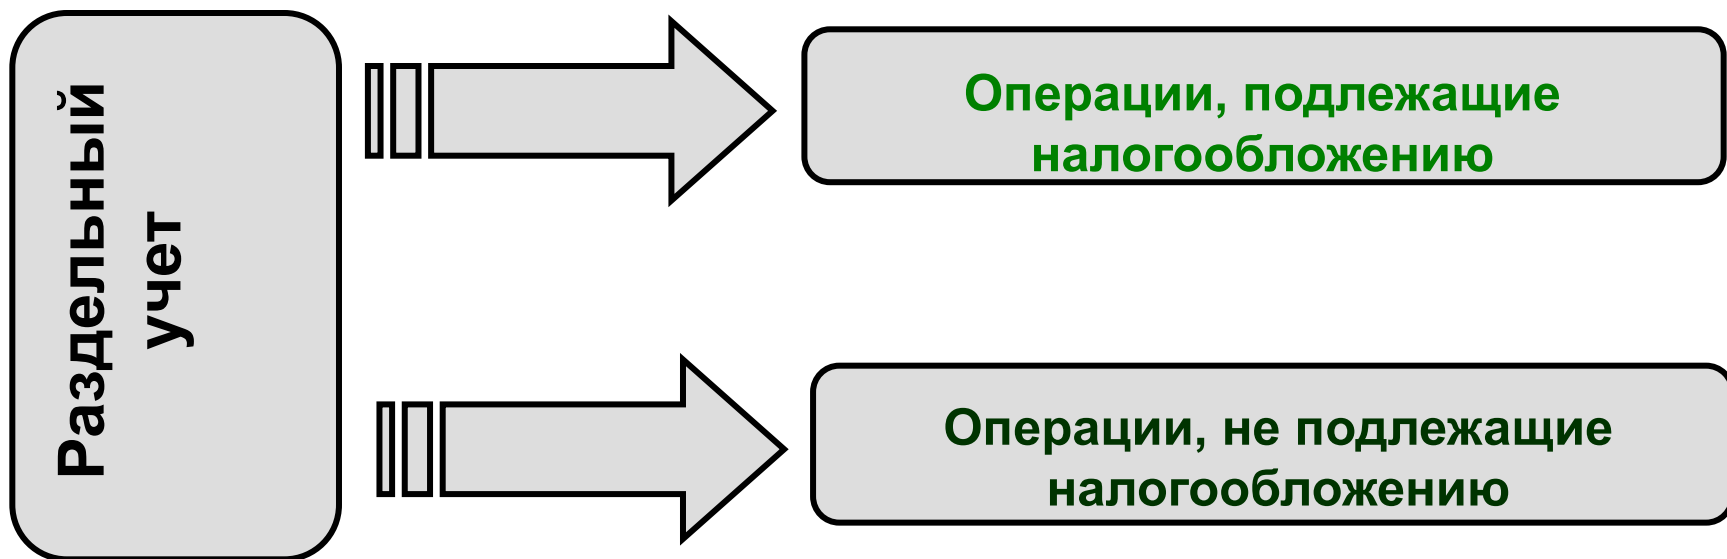 Раздельный
учет
Операции, подлежащие
налогообложению
Операции, не подлежащие
налогообложению